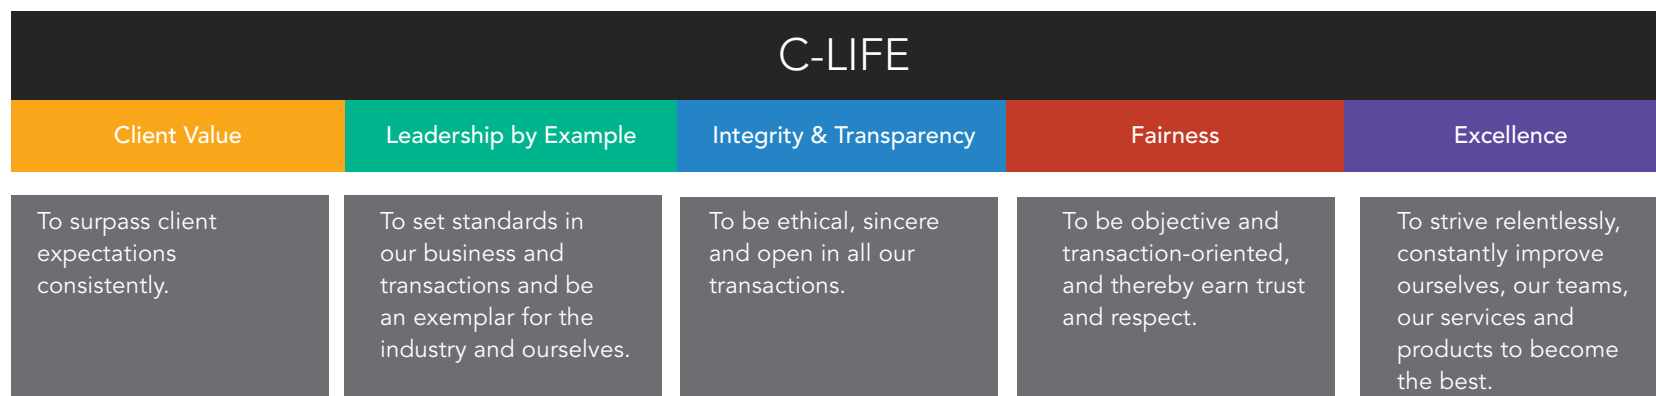 C-LIFE
Client Value
Leadership by Example
Integrity & Transparency
Fairness
Excellence
To surpass client
expectations
consistently.
To set standards in
our business and
transactions and be
an exemplar for the
industry and ourselves.
To be ethical, sincere
and open in all our
transactions.
To be objective and
transaction-oriented,
and thereby earn trust
and respect.
To strive relentlessly,
constantly improve
ourselves, our teams,
our services and
products to become
the best.